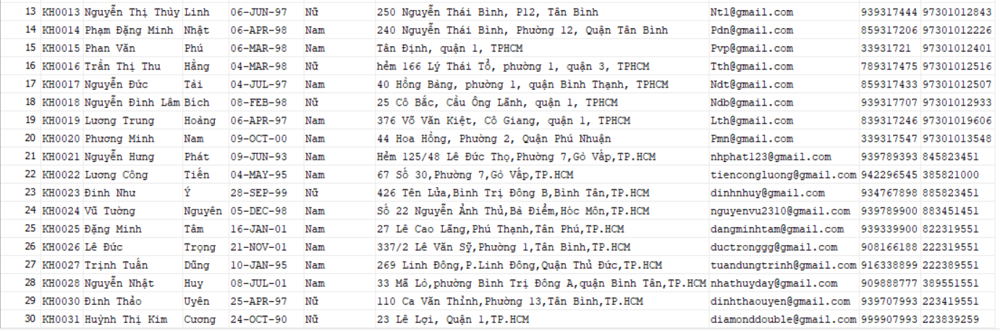 13 KH0013 Nguyễn Thị Thùy Linh 06-JUN-97 Nữ 250 Nguyễn Thái Bình, P12, Tân Bình Ntl@gmail.com 939317444 97301012843
14 KH0014 Phạm Đặng Minh Nhật 06-APR-98 Nam 240 Nguyễn Thái Bình, Phường 12, Quận Tân Bình Pdn@gmail.com 859317206 97301012226
15 KH0015 Phan Văn Phú 06-MAR-98 Nam Tân Định, quận 1, TPHCM Pvp@gmail.com 33931721 97301012401
16 KH0016 Trần Thị Thu Hằng 04-MAR-98 Nữ hẻm 166 Lý Thái Tổ, phường 1, quận 3, TPHCM Tth@gmail.com 789317475 97301012516
17 KH0017 Nguyễn Đức Tài 04-JUL-97 Nam 40 Hồng Bàng, phường 1, quận Bình Thạnh, TPHCM Ndt@gmail.com 859317433 97301012507
18 KH0018 Nguyễn Đình Lâm Bích 08-FEB-98 Nữ 25 Cô Bắc, Cầu Ông Lãnh, quận 1, TPHCM Ndb@gmail.com 939317707 97301012933
19 KH0019 Lương Trung Hoàng 06-APR-97 Nam 376 Võ Văn Kiệt, Cô Giang, quận 1, TPHCM Lth@gmail.com 839317246 97301019606
20 KH0020 Phương Minh Nam 09-OCT-00 Nam 44 Hoa Hồng, Phường 2, Quận Phú Nhuận Pmn@gmail.com 339317547 97301013548
21 KH0021 Nguyễn Hưng Phát 09-JUN-93 Nam Hẻm 125/48 Lê Đức Thọ,Phường 7,Gò Vấp,TP.HCM nhphat123@gmail.com 939789393 845823451
22 KH0022 Lương Công Tiến 04-MAY-95 Nam 67 Số 30,Phường 7,Gò Vấp,TP.HCM tiencongluong@gmail.com 942296545 385821000
23 KH0023 Đinh Như Ý 28-SEP-99 Nữ 426 Tên Lửa,Bình Trị Đông B,Bình Tân,TP.HCM dinhnhuy@gmail.com 934767898 885823451
24 KH0024 Vũ Tường Nguyên 05-DEC-98 Nam Số 22 Nguyễn Ảnh Thủ,Bà Điểm,Hóc Môn,TP.HCM nguyenvu2310@gmail.com 939789900 883451451
25 KH0025 Đặng Minh Tâm 16-JAN-01 Nam 27 Lê Cao Lãng,Phú Thạnh,Tân Phú,TP.HCM dangminhtam@gmail.com 939339900 822319551
26 KH0026 Lê Đức Trọng 21-NOV-01 Nam 337/2 Lê Văn Sỹ,Phường 1,Tân Bình,TP.HCM ductronggg@gmail.com 908166188 222319551
27 KH0027 Trịnh Tuấn Dũng 10-JAN-95 Nam 269 Linh Đông,P.Linh Đông,Quận Thủ Đức,TP.HCM tuandungtrinh@gmail.com 916338899 222389551
28 KH0028 Nguyễn Nhật Huy 08-JUL-01 Nam 33 Mã Lò,phường Bình Trị Đông A,quận Bình Tân,TP.HCM nhathuyday@gmail.com 909888777 389551551
29 KH0030 Đinh Thảo Uyên 25-APR-97 Nữ 110 Ca Văn Thỉnh,Phường 13,Tân Bình,TP.HCM dinhthaouyen@gmail.com 939707993 223419551
30 KH0031 Huỳnh Thị Kim Cương 24-OCT-90 Nữ 23 Lê Lợi, Quận 1,TP.HCM diamonddouble@gmail.com 999907993 223839259